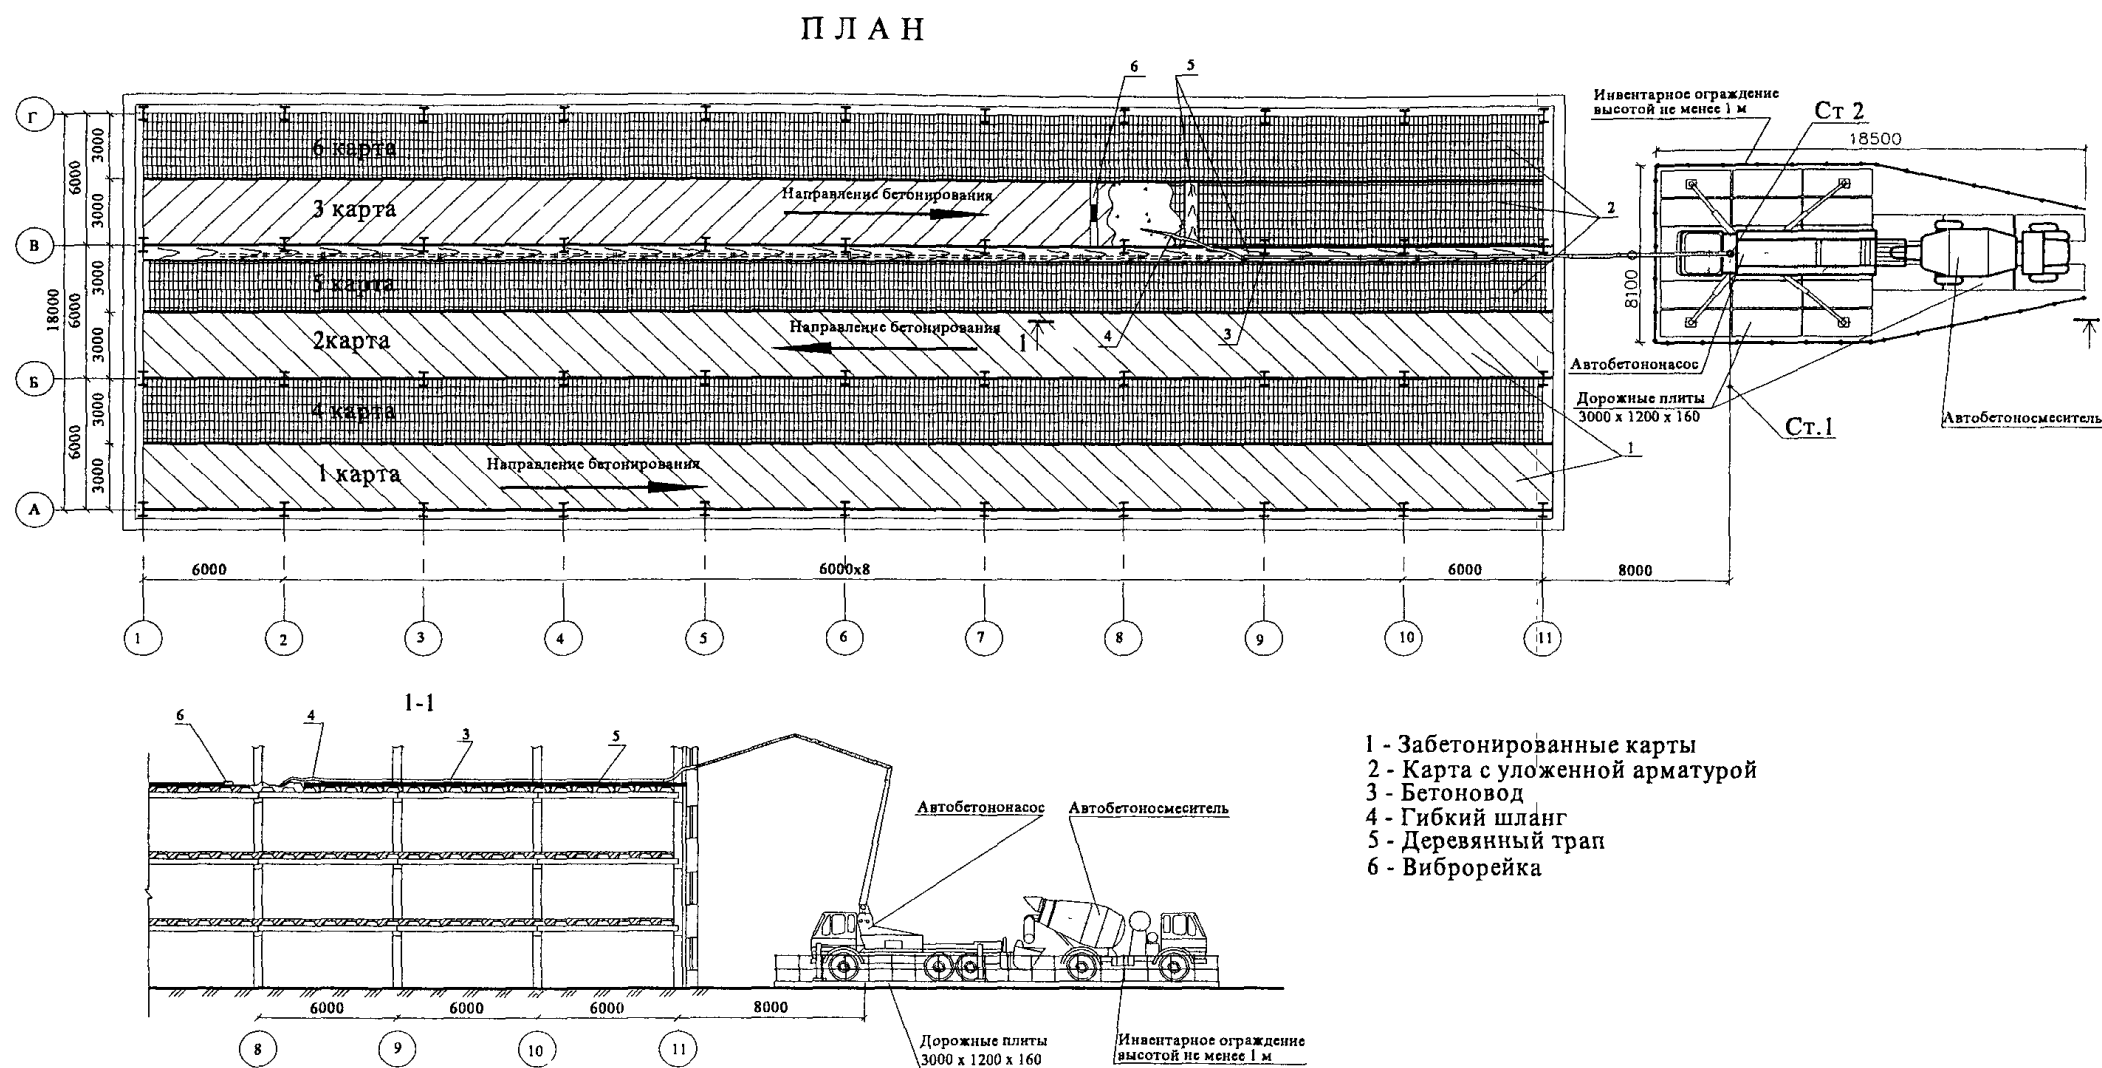 ПЛАН
6
5
Инвентарное ограждение
высотой не менее 1 м
Ст 2
18500
Г
3000
6 карта
6000
Направление бетонирования
3000
3 карта
2
В
3000
5 карта
8100
18000
6000
Направление бетонирования
1
4
3
3000
2карта
Автобетононасос
Б
Дорожные плиты
3000 х 1200 х 160
Автобетоносмеситель
3000
4 карта
Ст.1
6000
1
Направление бетонирования
3000
1 карта
А
6000
6000х8
6000
8000
1
2
3
4
5
6
7
8
9
10
11
1-1
6
4
3
5
Автобетононасос
Автобетоносмеситель
6000
6000
6000
8000
8
9
10
11
Дорожные плиты
3000 х 1200 х 160
Инвентарное ограждение
высотой не менее 1 м
1 - Забетонированные карты
2 - Карта с уложенной арматурой
3 - Бетоновод
4 - Гибкий шланг
5 - Деревянный трап
6 - Виброрейка